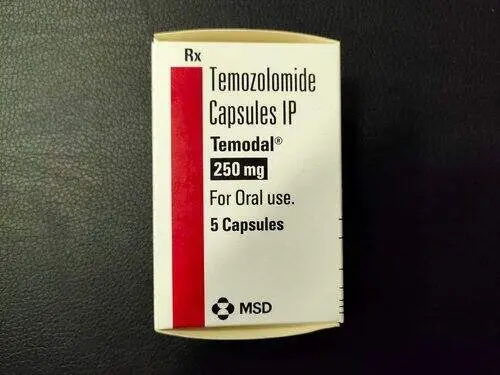 Rx
Temozolomide
Capsules IP
Temodal®
250 mg
For Oral use.
5 Capsules
MSD